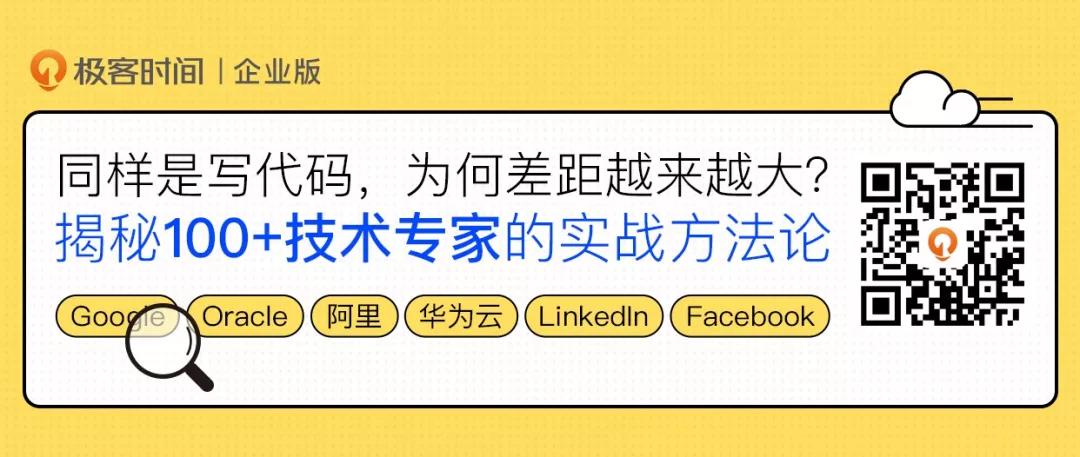 极客时间 | 企业版
同样是写代码，为何差距越来越大？
揭秘100+技术专家的实战方法论
Google Oracle 阿里 华为云 LinkedIn Facebook